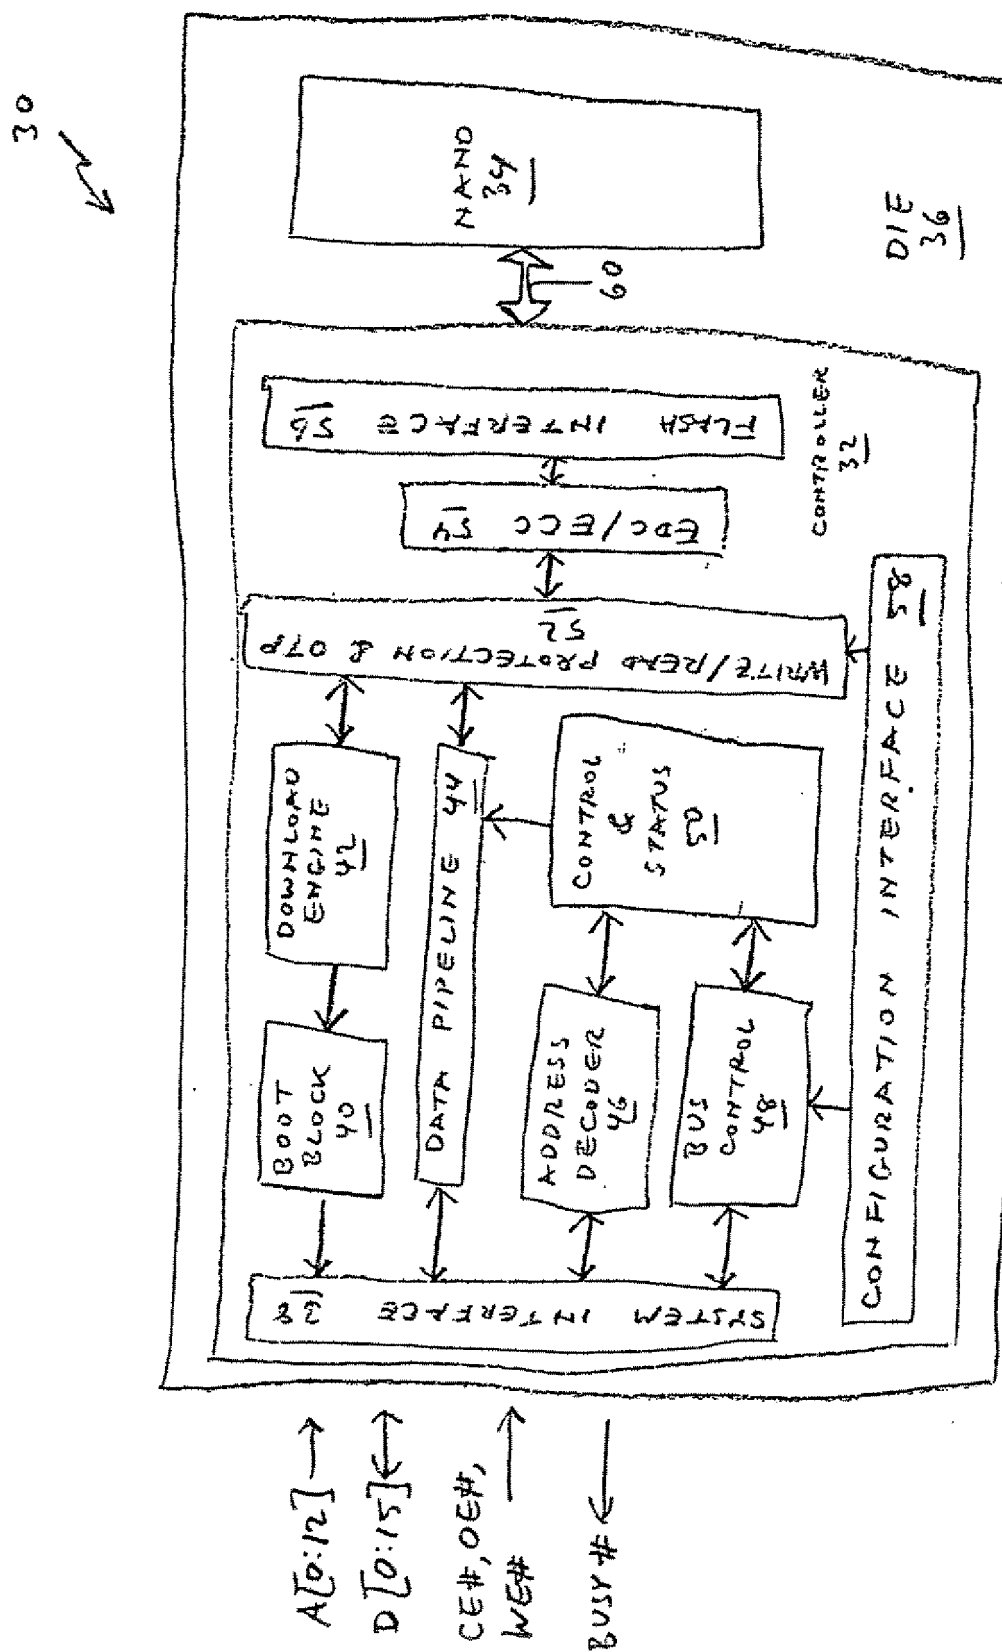 30
NAND
34
60
DIE
36
FLASH INTERFACE 56
EDC/ECC 54
CONTROLLER
32
WRITE/READ PROTECTION & OTP
52
DOWNLOAD
ENGINE
42
DATA PIPELINE 44
CONTROL
&
STATUS
50
BOOT
BLOCK
40
ADDRESS
DECODER
46
BUS
CONTROL
48
CONFIGURATION INTERFACE 58
SYSTEM INTERFACE 38
A[0:12]
D[0:15]
CE#, OE#,
WE#
BUSY#